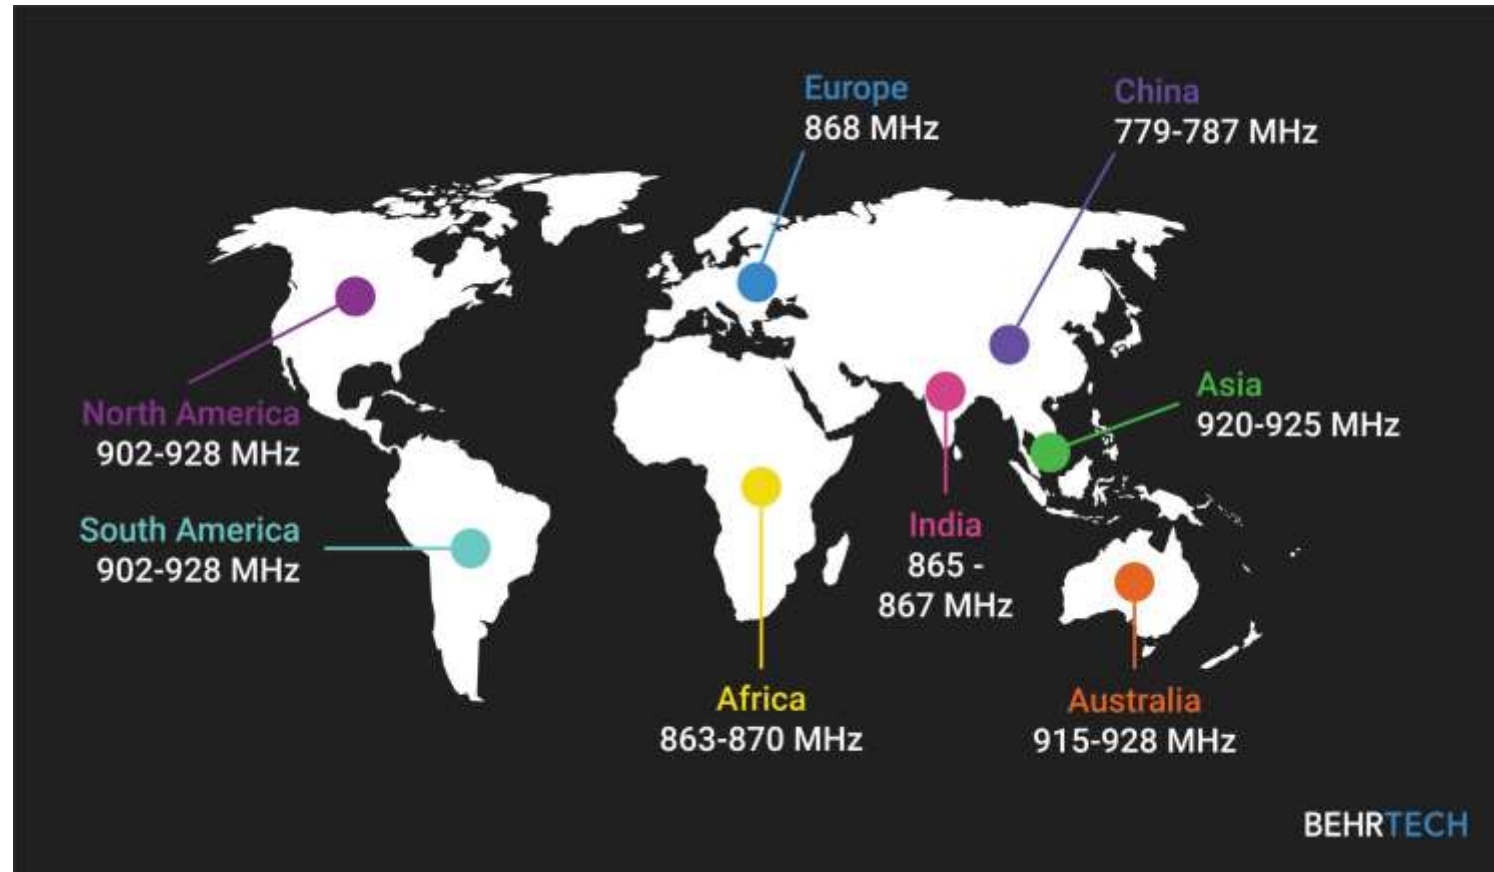 Europe
868 MHz
China
779-787 MHz
Asia
920-925 MHz
North America
902-928 MHz
South America
902-928 MHz
India
865 -
867 MHz
Africa
863-870 MHz
Australia
915-928 MHz
BEHRTECH